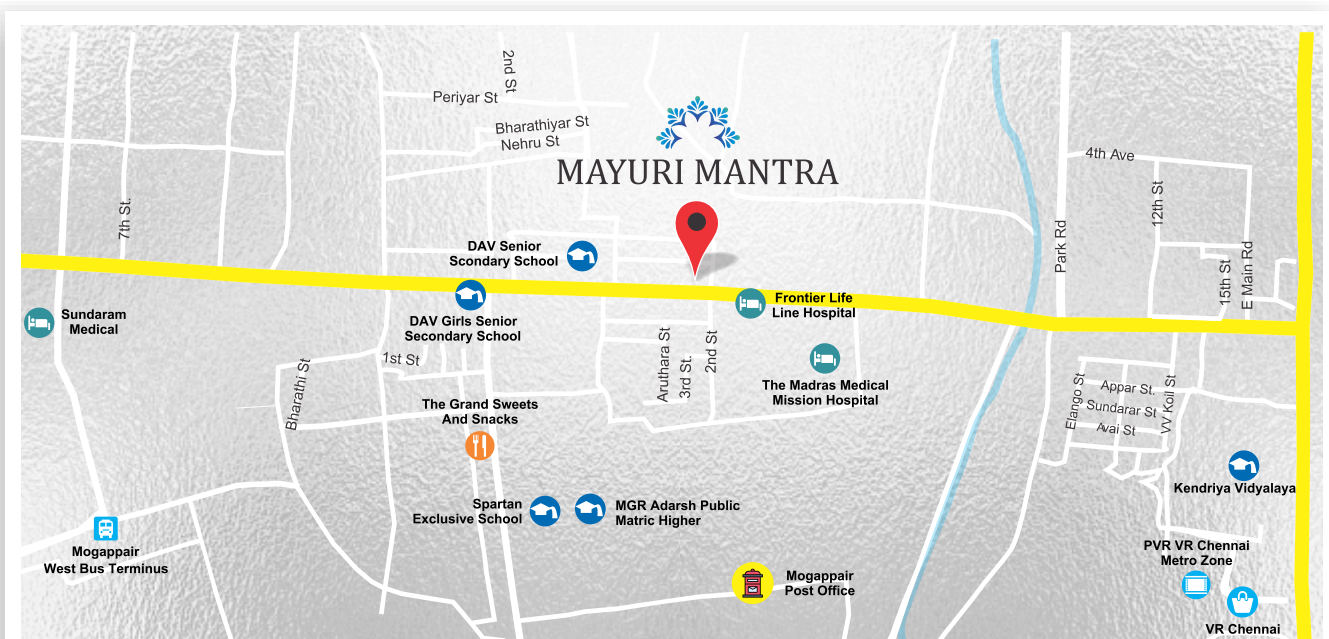 2nd St
Periyar St
Bharathiyar St
Nehru St
MAYURI MANTRA
4th Ave
12th St
7th St.
Park Rd
DAV Senior
Scondary School
15th St
E Main Rd
Sundaram
Medical
DAV Girls Senior
Secondary School
Frontier Life
Line Hospital
1st St
Bharathi St
Aruthara St
3rd St.
2nd St
The Madras Medical
Mission Hospital
Elango St
Appar St.
Sundarar St
Avai St
VV Koil St
The Grand Sweets
And Snacks
Spartan
Exclusive School
MGR Adarsh Public
Matric Higher
Kendriya Vidyalaya
Mogappair
West Bus Terminus
PVR VR Chennai
Metro Zone
Mogappair
Post Office
VR Chennai